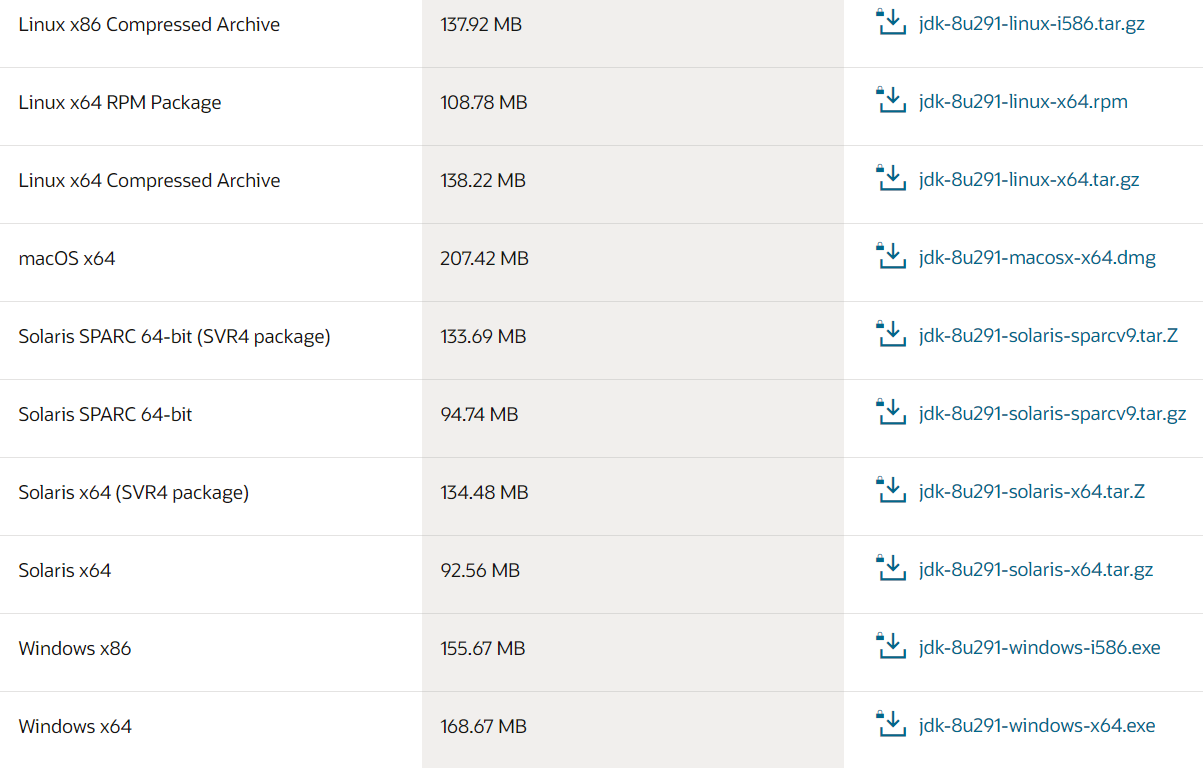 Linux x86 Compressed Archive 137.92 MB jdk-8u291-linux-i586.tar.gz
Linux x64 RPM Package 108.78 MB jdk-8u291-linux-x64.rpm
Linux x64 Compressed Archive 138.22 MB jdk-8u291-linux-x64.tar.gz
macOS x64 207.42 MB jdk-8u291-macosx-x64.dmg
Solaris SPARC 64-bit (SVR4 package) 133.69 MB jdk-8u291-solaris-sparcv9.tar.Z
Solaris SPARC 64-bit 94.74 MB jdk-8u291-solaris-sparcv9.tar.gz
Solaris x64 (SVR4 package) 134.48 MB jdk-8u291-solaris-x64.tar.Z
Solaris x64 92.56 MB jdk-8u291-solaris-x64.tar.gz
Windows x86 155.67 MB jdk-8u291-windows-i586.exe
Windows x64 168.67 MB jdk-8u291-windows-x64.exe